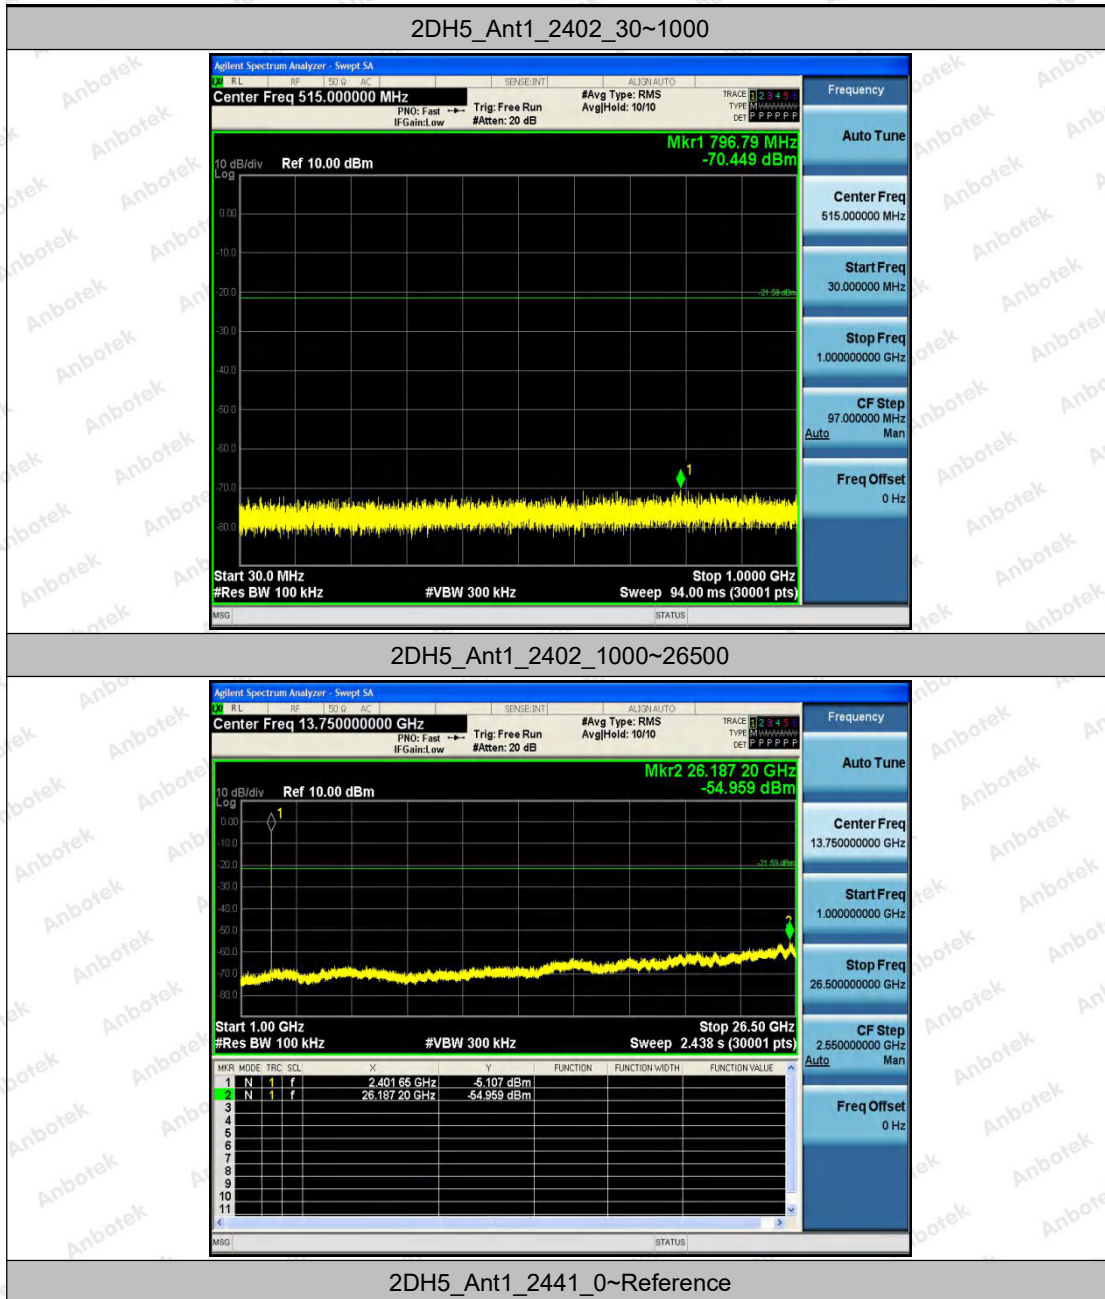 2DH5_Ant1_2402_30~1000
Agilent Spectrum Analyzer - Swept SA
RL RF 50 Ω AC SENSE:INT ALIGN AUTO
Center Freq 515.000000 MHz
PNO: Fast
IFGain:Low
Trig: Free Run
#Atten: 20 dB
#Avg Type: RMS
Avg|Hold: 10/10
TRACE 1 2 3 4 5 6
TYPE M
DET P P P P P P
Mkr1 796.79 MHz
-70.449 dBm
10 dB/div Ref 10.00 dBm
Log
0.00
-10.0
-20.0
-21.59 dBm
-30.0
-40.0
-50.0
-60.0
1
-70.0
-80.0
Start 30.0 MHz Stop 1.0000 GHz
#Res BW 100 kHz #VBW 300 kHz Sweep 94.00 ms (30001 pts)
MSG STATUS
Frequency
Auto Tune
Center Freq
515.000000 MHz
Start Freq
30.000000 MHz
Stop Freq
1.000000000 GHz
CF Step
97.000000 MHz
Auto Man
Freq Offset
0 Hz
2DH5_Ant1_2402_1000~26500
Agilent Spectrum Analyzer - Swept SA
RL RF 50 Ω AC SENSE:INT ALIGN AUTO
Center Freq 13.750000000 GHz
PNO: Fast
IFGain:Low
Trig: Free Run
#Atten: 20 dB
#Avg Type: RMS
Avg|Hold: 10/10
TRACE 1 2 3 4 5 6
TYPE M
DET P P P P P P
Mkr2 26.187 20 GHz
-54.959 dBm
10 dB/div Ref 10.00 dBm
Log
0.00
1
-10.0
-20.0
-21.59 dBm
-30.0
-40.0
2
-50.0
-60.0
-70.0
-80.0
Start 1.00 GHz Stop 26.50 GHz
#Res BW 100 kHz #VBW 300 kHz Sweep 2.438 s (30001 pts)
MKR MODE TRC SCL X Y FUNCTION FUNCTION WIDTH FUNCTION VALUE
1 N 1 f 2.401 65 GHz -5.107 dBm
2 N 1 f 26.187 20 GHz -54.959 dBm
3
4
5
6
7
8
9
10
11
MSG STATUS
Frequency
Auto Tune
Center Freq
13.750000000 GHz
Start Freq
1.000000000 GHz
Stop Freq
26.500000000 GHz
CF Step
2.550000000 GHz
Auto Man
Freq Offset
0 Hz
2DH5_Ant1_2441_0~Reference
Anbotek